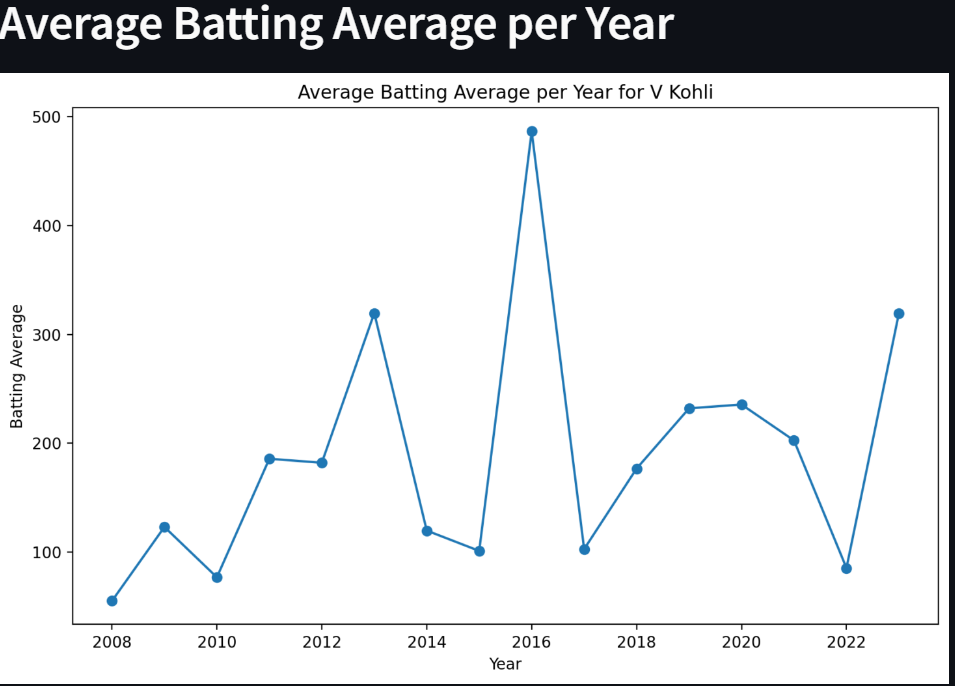 Average Batting Average per Year
Average Batting Average per Year for V Kohli
500
400
300
200
100
Batting Average
2008 2010 2012 2014 2016 2018 2020 2022
Year